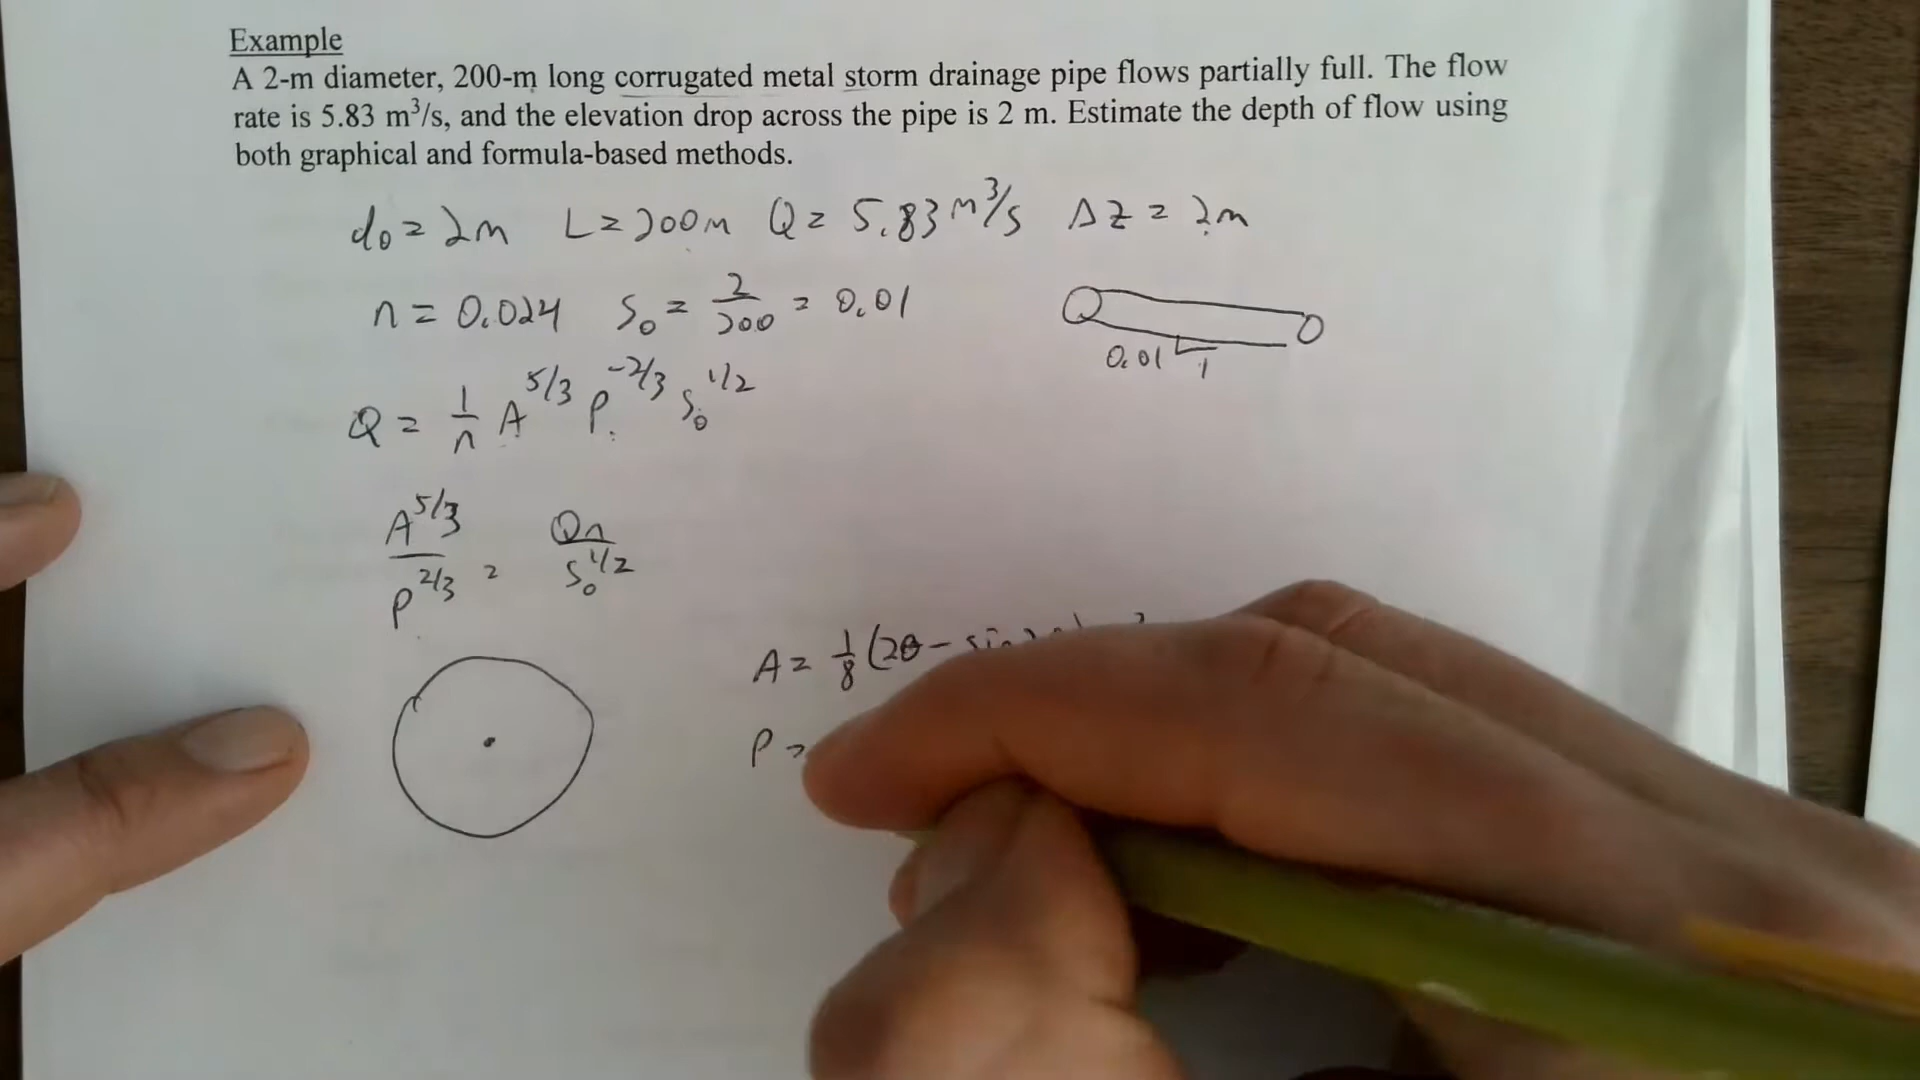 Example
A 2-m diameter, 200-m long corrugated metal storm drainage pipe flows partially full. The flow
rate is 5.83 m³/s, and the elevation drop across the pipe is 2 m. Estimate the depth of flow using
both graphical and formula-based methods.
d₀ = 2m L = 200m Q = 5.83 m³/s ΔZ = 2m
n = 0.024 S₀ = 2/200 = 0.01
0.01 1
Q = 1/n A^5/3 P^-2/3 S₀^1/2
A^5/3 / P^2/3 = Qn / S₀^1/2
A = 1/8 (2θ - sin
P =